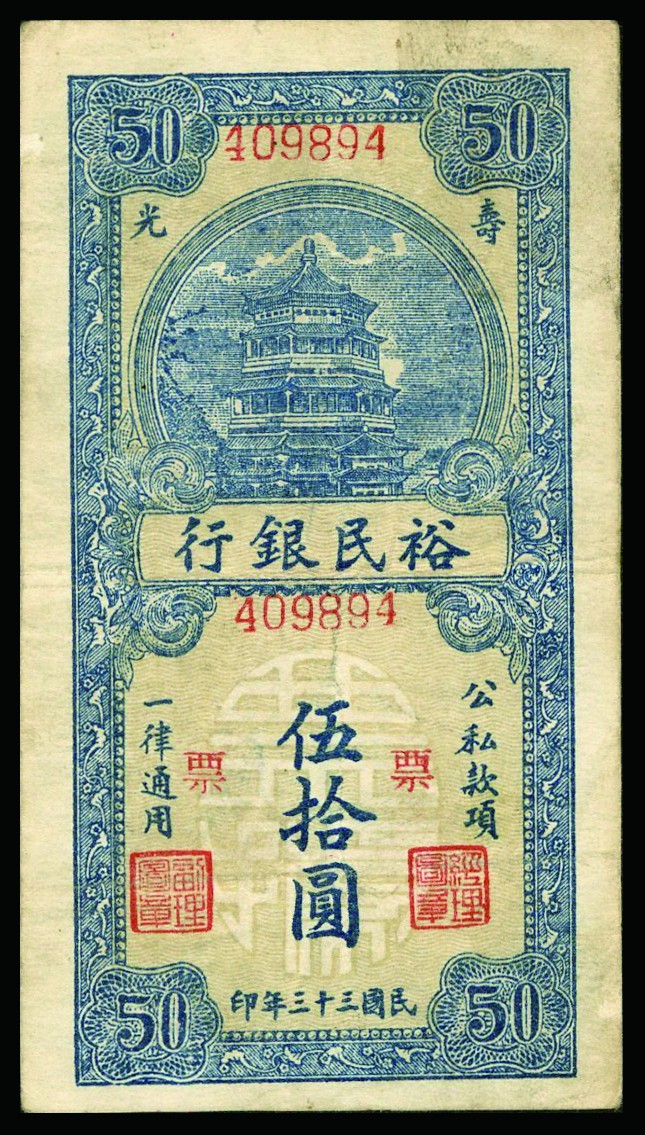 50 50
409894
壽光
裕民銀行
409894
公私款項
票 票
伍拾圓
一律通用
經理圖章
副理圖章
50 50
民國三十三年印